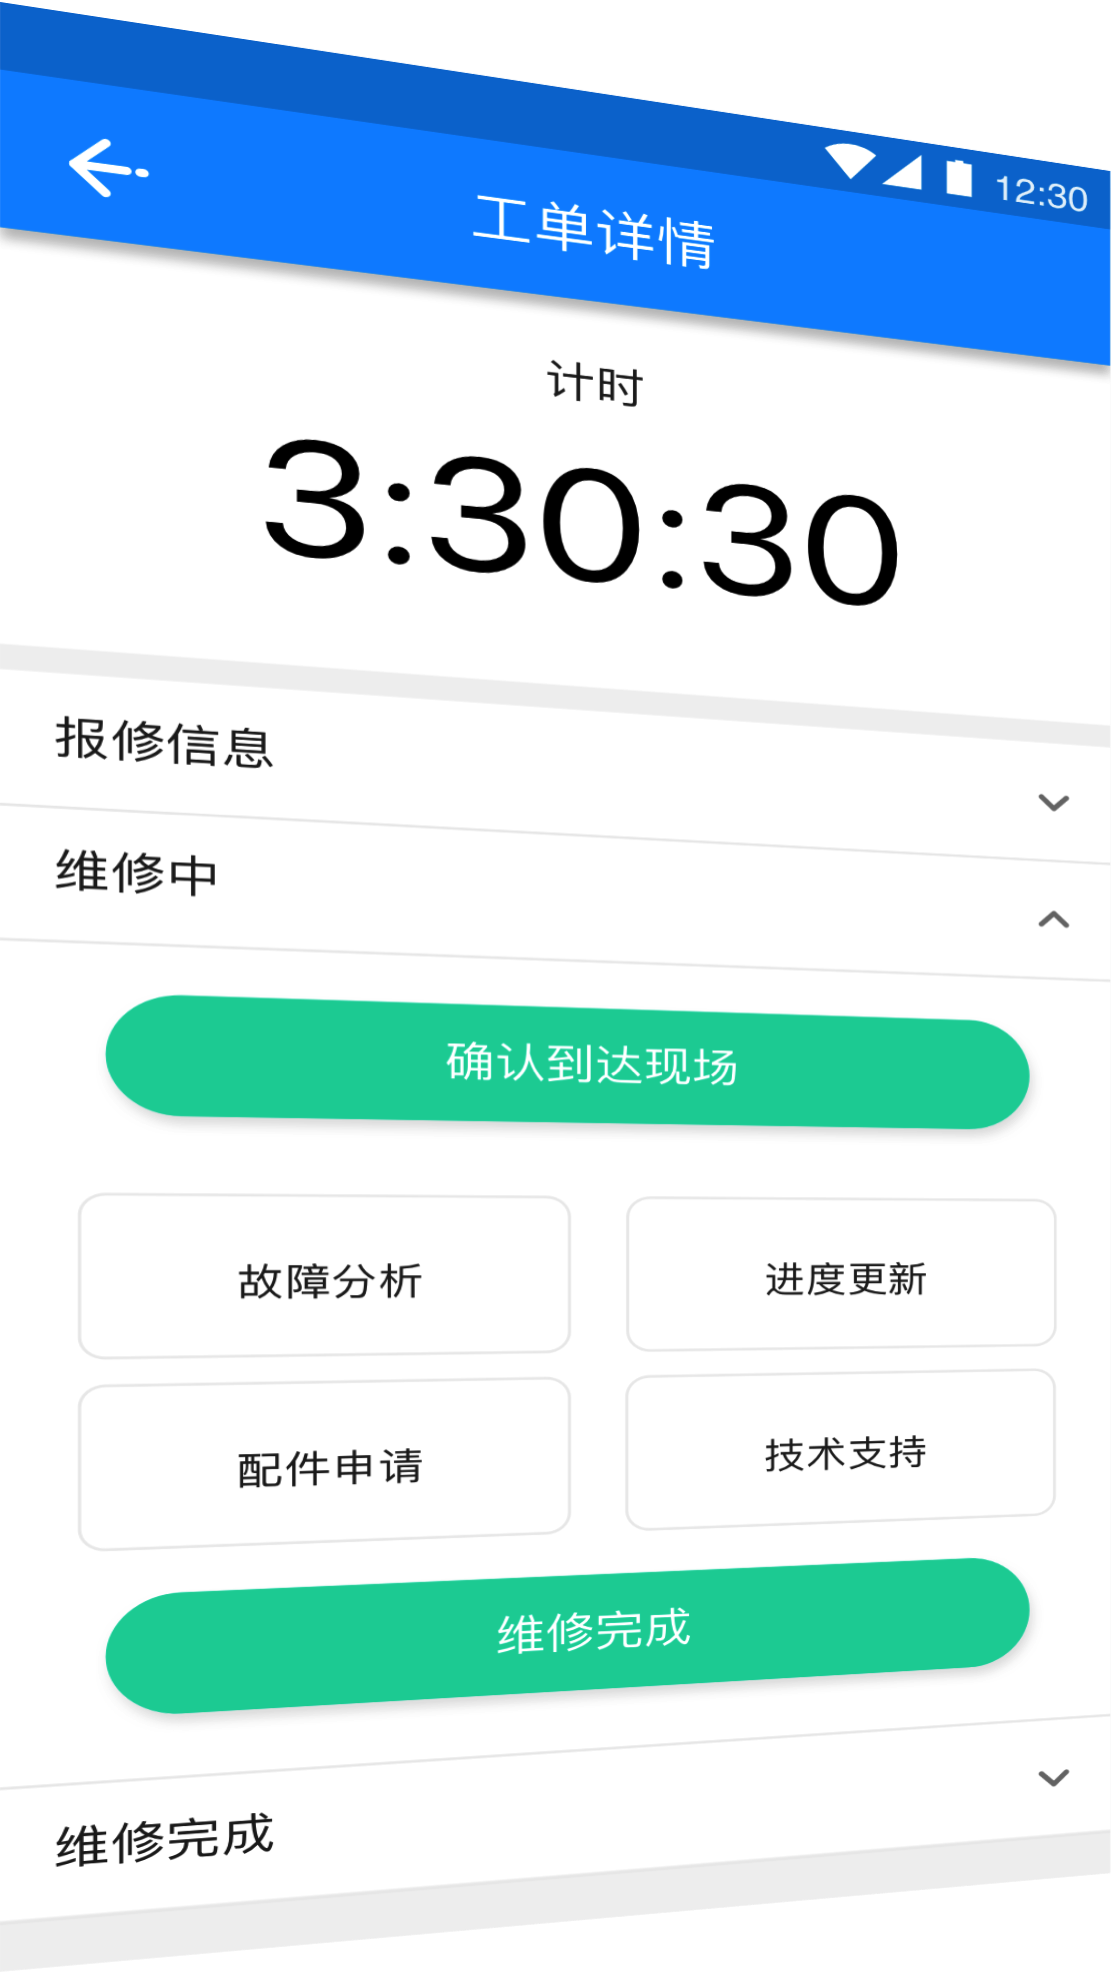 12:30
工单详情
计时
3:30:30
报修信息
维修中
确认到达现场
故障分析
进度更新
配件申请
技术支持
维修完成
维修完成